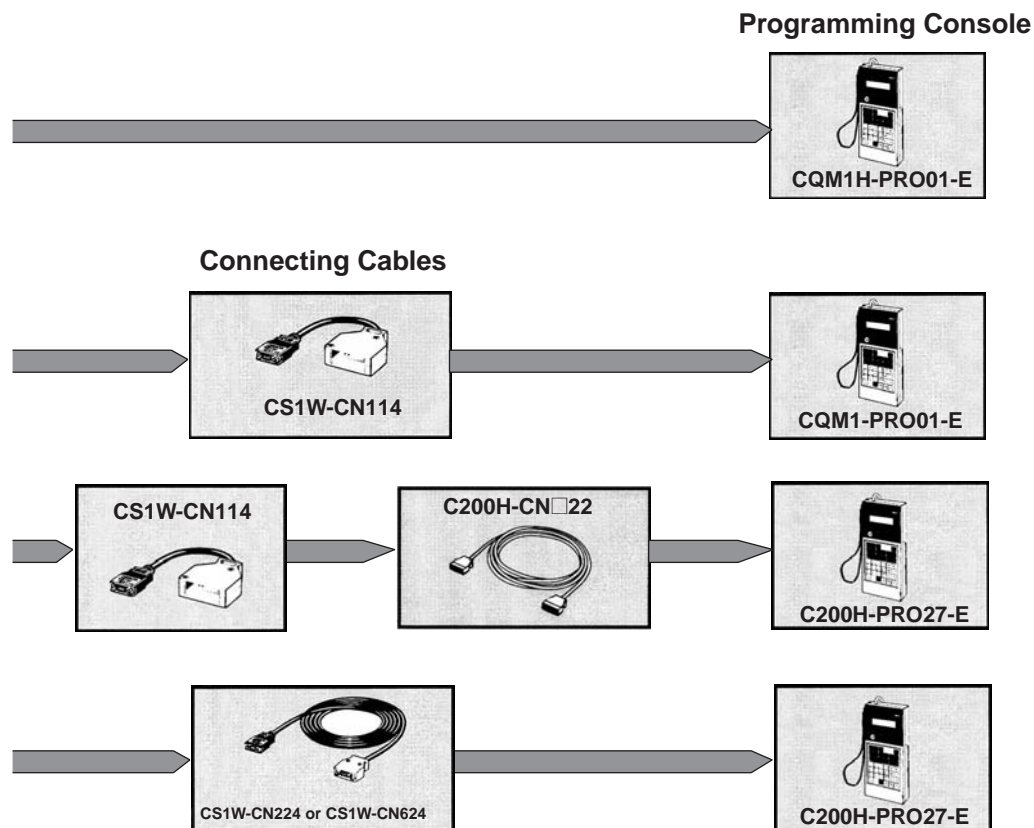 Programming Console
CQM1H-PRO01-E
Connecting Cables
CS1W-CN114
CQM1-PRO01-E
CS1W-CN114
C200H-CN□22
C200H-PRO27-E
CS1W-CN224 or CS1W-CN624
C200H-PRO27-E